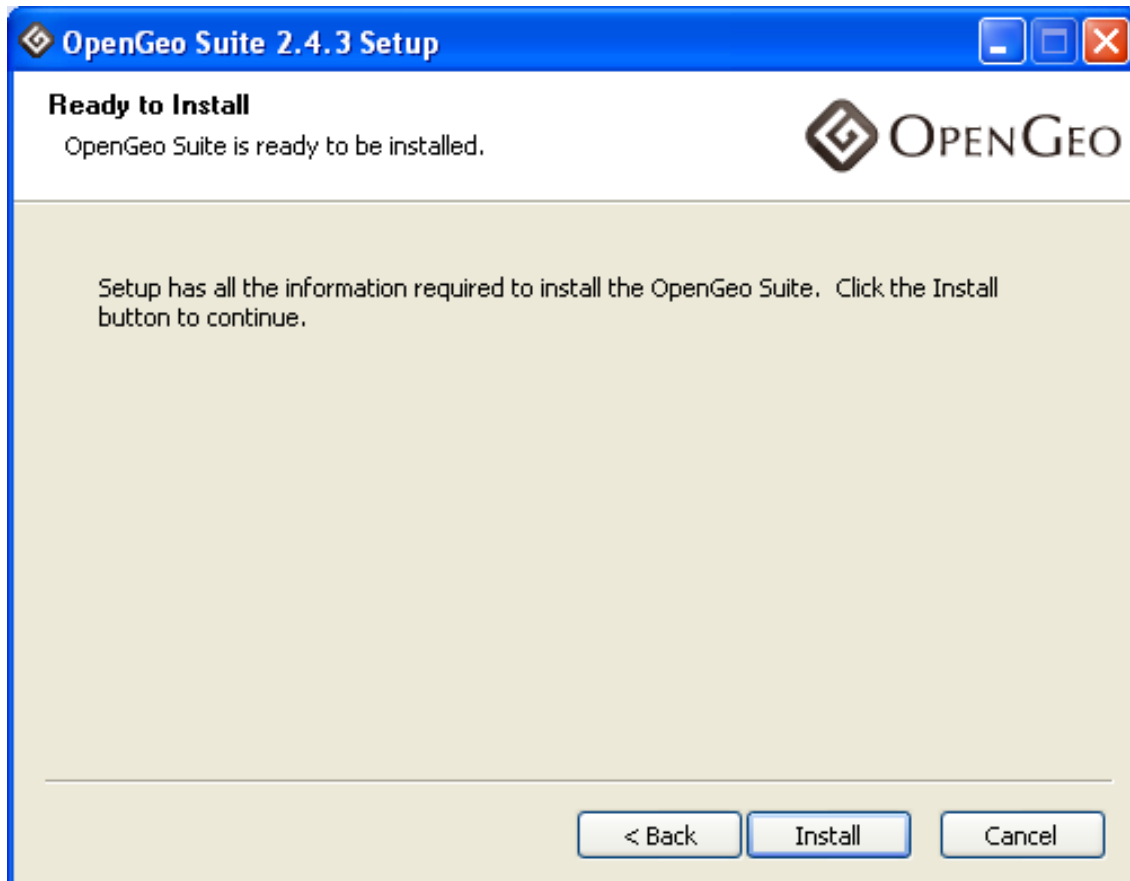 OpenGeo Suite 2.4.3 Setup
Ready to Install
OpenGeo Suite is ready to be installed.
OPENGEO
Setup has all the information required to install the OpenGeo Suite.  Click the Install
button to continue.
< Back
Install
Cancel